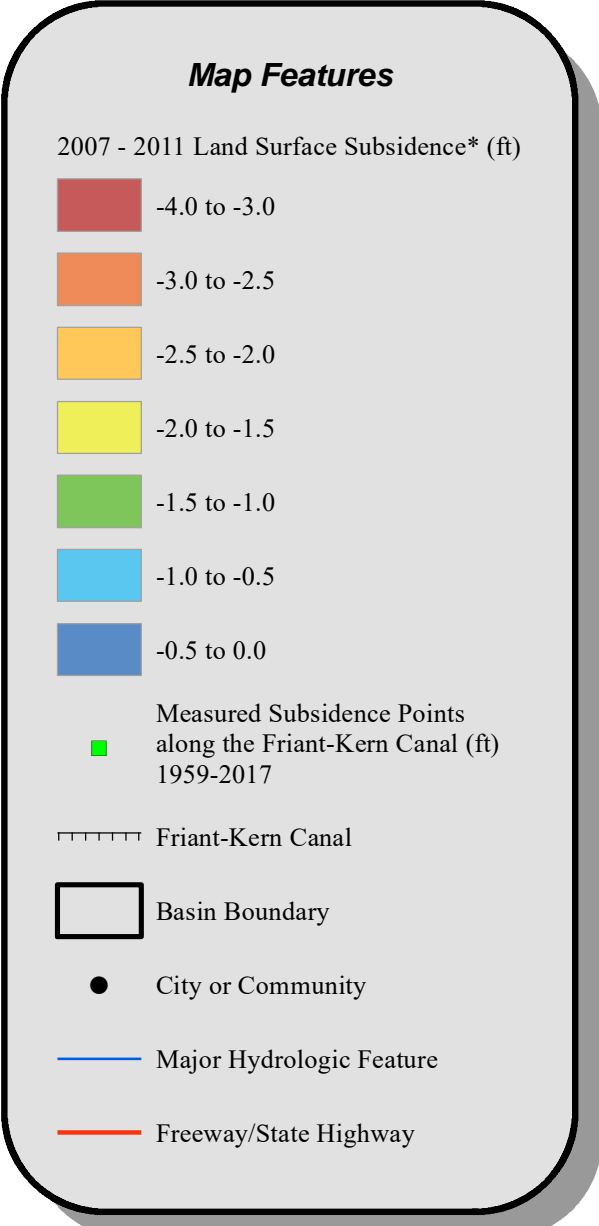 Map Features
2007 - 2011 Land Surface Subsidence* (ft)
-4.0 to -3.0
-3.0 to -2.5
-2.5 to -2.0
-2.0 to -1.5
-1.5 to -1.0
-1.0 to -0.5
-0.5 to 0.0
Measured Subsidence Points
along the Friant-Kern Canal (ft)
1959-2017
Friant-Kern Canal
Basin Boundary
City or Community
Major Hydrologic Feature
Freeway/State Highway